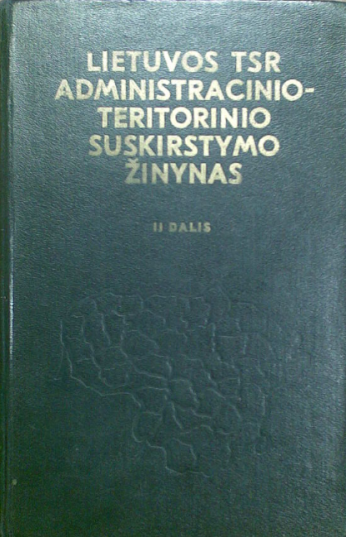 LIETUVOS TSR
ADMINISTRACINIO-
TERITORINIO
SUSKIRSTYMO
ŽINYNAS
II DALIS